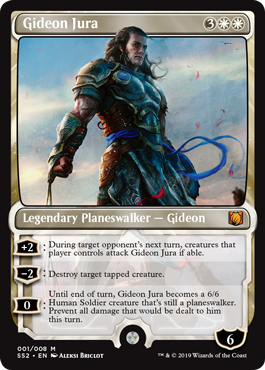 Gideon Jura 3
Legendary Planeswalker — Gideon
+2 : During target opponent's next turn, creatures that
player controls attack Gideon Jura if able.
−2 : Destroy target tapped creature.
0 : Until end of turn, Gideon Jura becomes a 6/6
Human Soldier creature that's still a planeswalker.
Prevent all damage that would be dealt to him
this turn.
6
001/008 M
SS2 • EN Aleksi Briclot
™ & © 2019 Wizards of the Coast